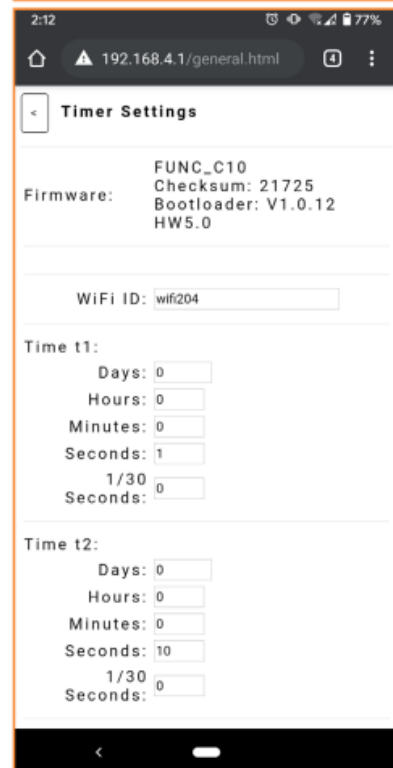 2:12 77%
192.168.4.1/general.html 4
< Timer Settings
Firmware:
FUNC_C10
Checksum: 21725
Bootloader: V1.0.12
HW5.0
WiFi ID: wifi204
Time t1:
Days: 0
Hours: 0
Minutes: 0
Seconds: 1
1/30
Seconds: 0
Time t2:
Days: 0
Hours: 0
Minutes: 0
Seconds: 10
1/30
Seconds: 0